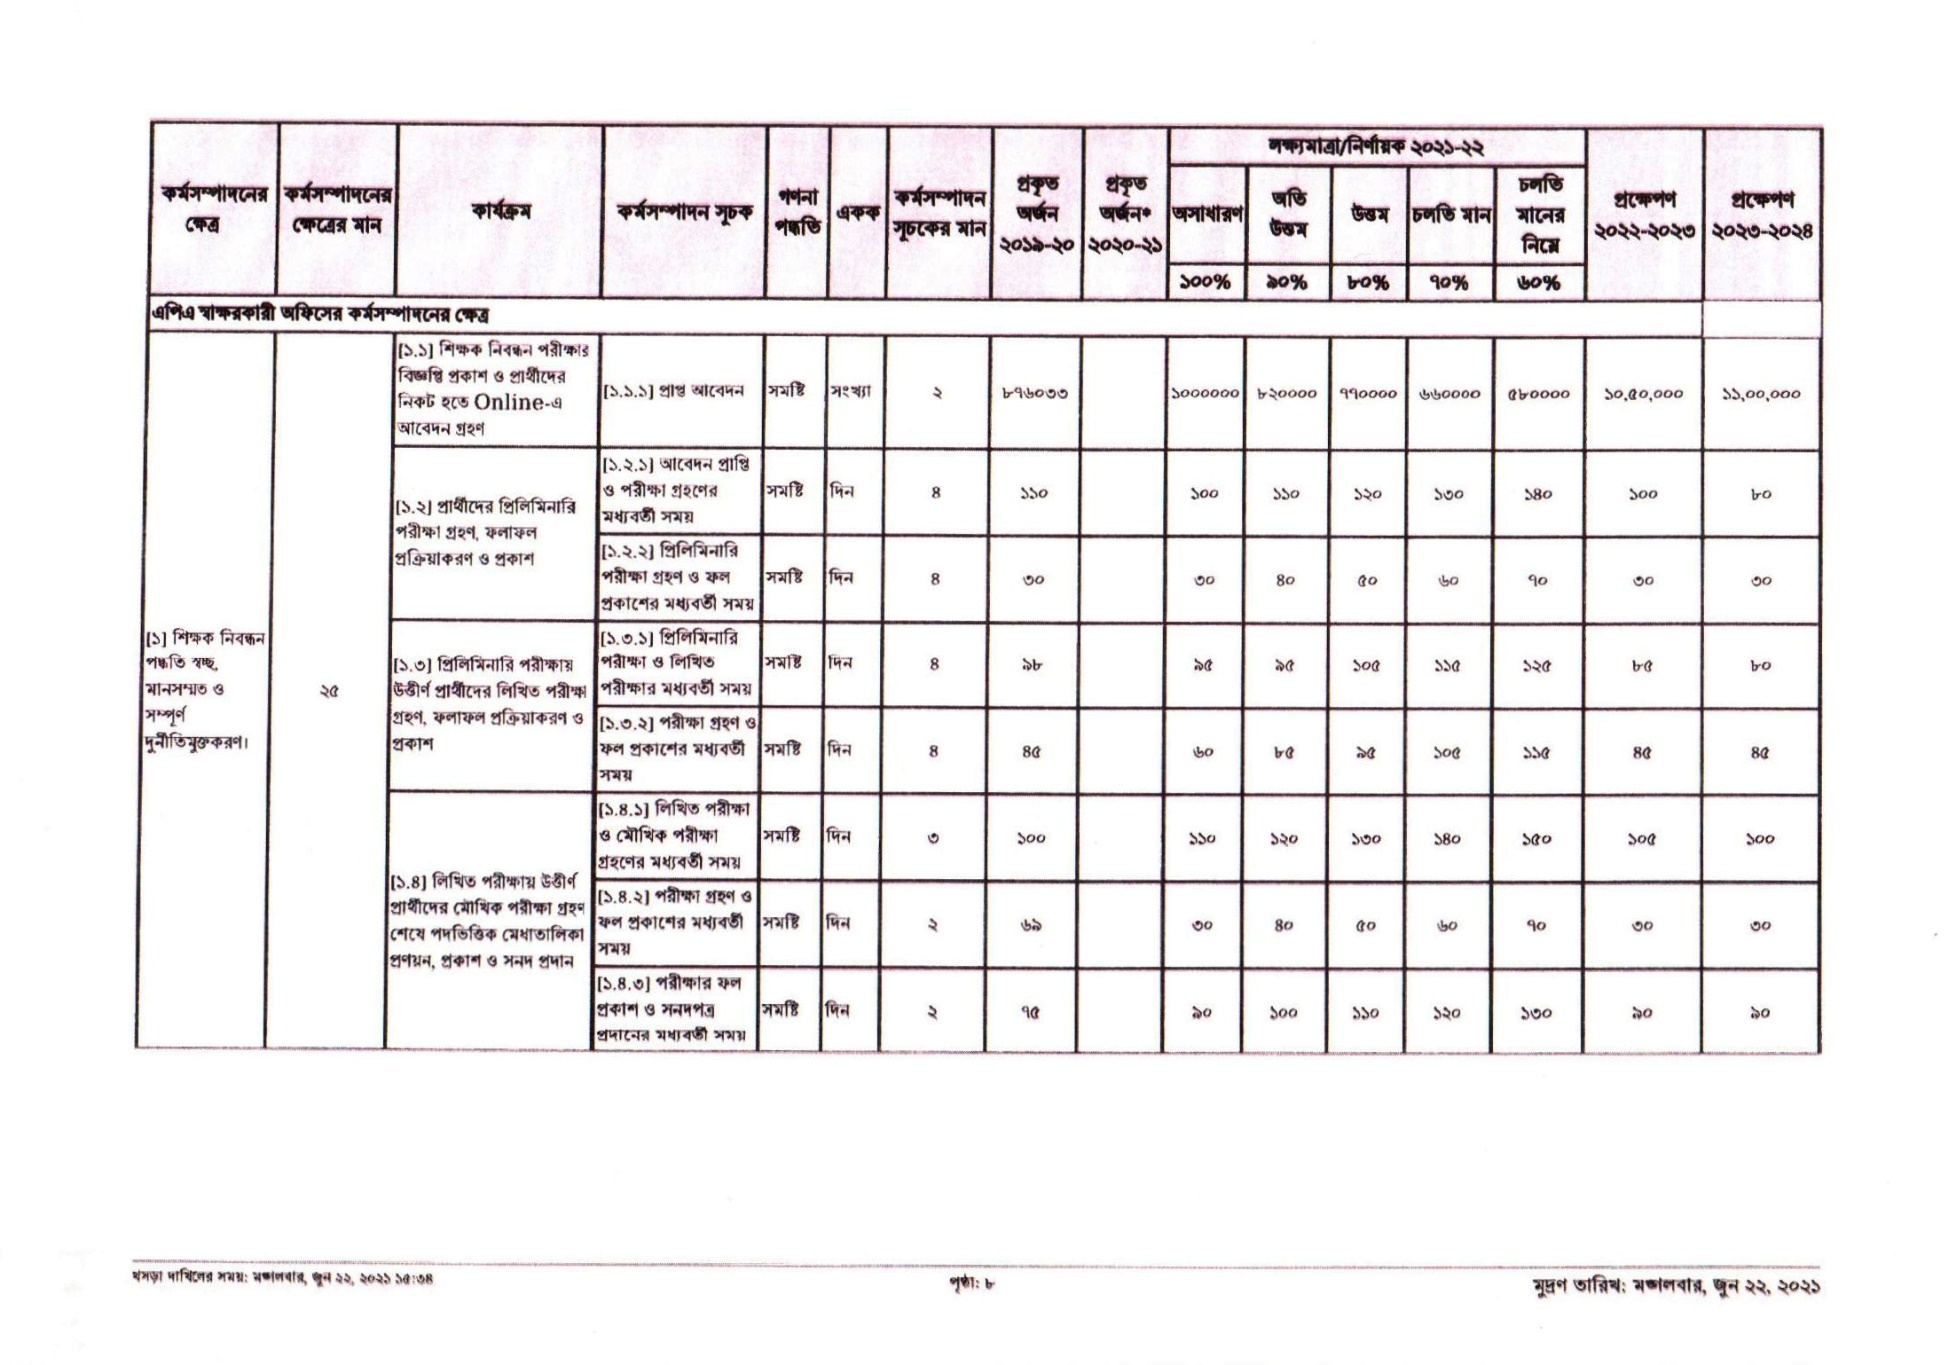 কর্মসম্পাদনের ক্ষেত্র
কর্মসম্পাদনের ক্ষেত্রের মান
কার্যক্রম
কর্মসম্পাদন সূচক
গণনা পদ্ধতি
একক
কর্মসম্পাদন সূচকের মান
প্রকৃত অর্জন ২০১৯-২০
প্রকৃত অর্জন* ২০২০-২১
লক্ষ্যমাত্রা/নির্ণায়ক ২০২১-২২
অসাধারণ
অতি উত্তম
উত্তম
চলতি মান
চলতি মানের নিম্নে
প্রক্ষেপণ ২০২২-২০২৩
প্রক্ষেপণ ২০২৩-২০২৪
১০০% ৯০% ৮০% ৭০% ৬০%
এপিএ স্বাক্ষরকারী অফিসের কর্মসম্পাদনের ক্ষেত্র
[১] শিক্ষক নিবন্ধন
পদ্ধতি স্বচ্ছ,
মানসম্মত ও
সম্পূর্ণ
দুর্নীতিমুক্তকরণ।
২৫
[১.১] শিক্ষক নিবন্ধন পরীক্ষার
বিজ্ঞপ্তি প্রকাশ ও প্রার্থীদের
নিকট হতে Online-এ
আবেদন গ্রহণ
[১.১.১] প্রাপ্ত আবেদন
সমষ্টি সংখ্যা ২ ৮৭৬০৩৩ ১০০০০০০ ৮২০০০০ ৭৭০০০০ ৬৬০০০০ ৫৮০০০০ ১০,৫০,০০০ ১১,০০,০০০
[১.২] প্রার্থীদের প্রিলিমিনারি
পরীক্ষা গ্রহণ, ফলাফল
প্রক্রিয়াকরণ ও প্রকাশ
[১.২.১] আবেদন প্রাপ্তি
ও পরীক্ষা গ্রহণের
মধ্যবর্তী সময়
সমষ্টি দিন ৪ ১১০ ১০০ ১১০ ১২০ ১৩০ ১৪০ ১০০ ৮০
[১.২.২] প্রিলিমিনারি
পরীক্ষা গ্রহণ ও ফল
প্রকাশের মধ্যবর্তী সময়
সমষ্টি দিন ৪ ৩০ ৩০ ৪০ ৫০ ৬০ ৭০ ৩০ ৩০
[১.৩] প্রিলিমিনারি পরীক্ষায়
উত্তীর্ণ প্রার্থীদের লিখিত পরীক্ষা
গ্রহণ, ফলাফল প্রক্রিয়াকরণ ও
প্রকাশ
[১.৩.১] প্রিলিমিনারি
পরীক্ষা ও লিখিত
পরীক্ষার মধ্যবর্তী সময়
সমষ্টি দিন ৪ ৯৮ ৯৫ ৯৫ ১০৫ ১১৫ ১২৫ ৮৫ ৮০
[১.৩.২] পরীক্ষা গ্রহণ ও
ফল প্রকাশের মধ্যবর্তী
সময়
সমষ্টি দিন ৪ ৪৫ ৬০ ৮৫ ৯৫ ১০৫ ১১৫ ৪৫ ৪৫
[১.৪] লিখিত পরীক্ষায় উত্তীর্ণ
প্রার্থীদের মৌখিক পরীক্ষা গ্রহণ
শেষে পদভিত্তিক মেধাতালিকা
প্রণয়ন, প্রকাশ ও সনদ প্রদান
[১.৪.১] লিখিত পরীক্ষা
ও মৌখিক পরীক্ষা
গ্রহণের মধ্যবর্তী সময়
সমষ্টি দিন ৩ ১০০ ১১০ ১২০ ১৩০ ১৪০ ১৫০ ১০৫ ১০০
[১.৪.২] পরীক্ষা গ্রহণ ও
ফল প্রকাশের মধ্যবর্তী
সময়
সমষ্টি দিন ২ ৬৯ ৩০ ৪০ ৫০ ৬০ ৭০ ৩০ ৩০
[১.৪.৩] পরীক্ষার ফল
প্রকাশ ও সনদপত্র
প্রদানের মধ্যবর্তী সময়
সমষ্টি দিন ২ ৭৫ ৯০ ১০০ ১১০ ১২০ ১৩০ ৯০ ৯০
খসড়া দাখিলের সময়: মঙ্গলবার, জুন ২২, ২০২১ ১৫:৩৪
পৃষ্ঠা: ৮
মুদ্রণ তারিখ: মঙ্গলবার, জুন ২২, ২০২১